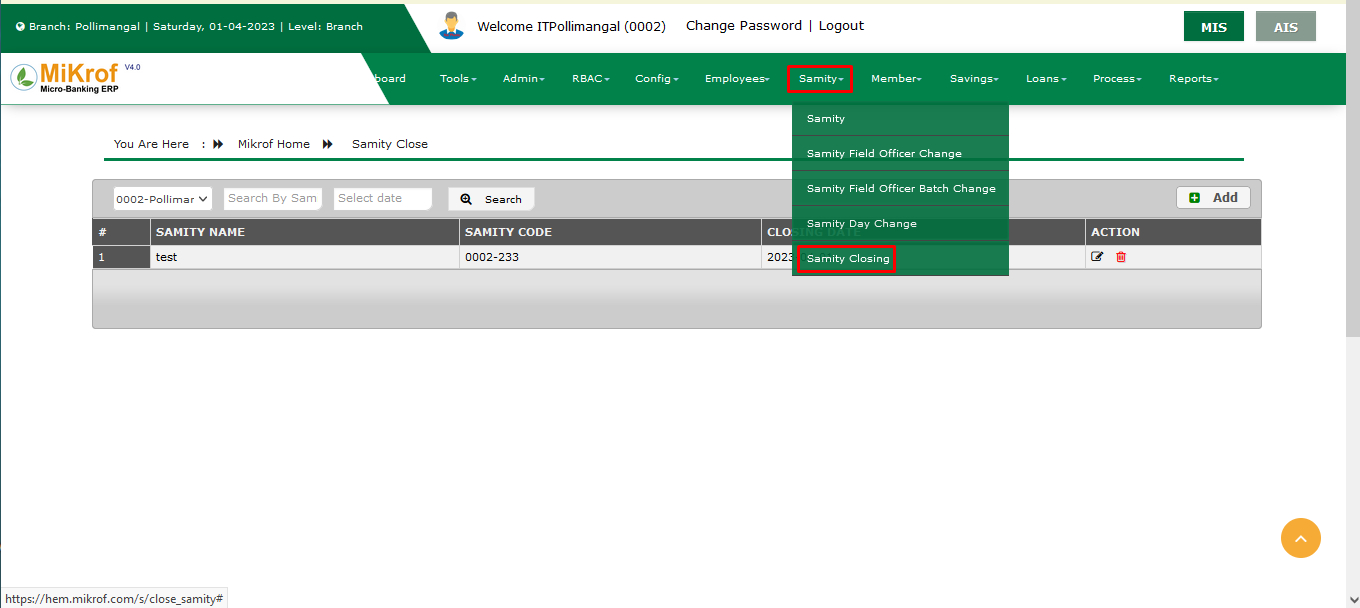 Branch: Pollimangal | Saturday, 01-04-2023 | Level: Branch
Welcome ITPollimangal (0002) Change Password | Logout
MIS AIS
MiKrof V4.0
Micro-Banking ERP
board Tools Admin RBAC Config Employees Samity Member Savings Loans Process Reports
Samity
Samity Field Officer Change
Samity Field Officer Batch Change
Samity Day Change
Samity Closing
You Are Here : Mikrof Home Samity Close
0002-Pollimar Search By Sam Select date Search Add
# SAMITY NAME SAMITY CODE CLOSING DATE ACTION
1 test 0002-233 2023
https://hem.mikrof.com/s/close_samity#